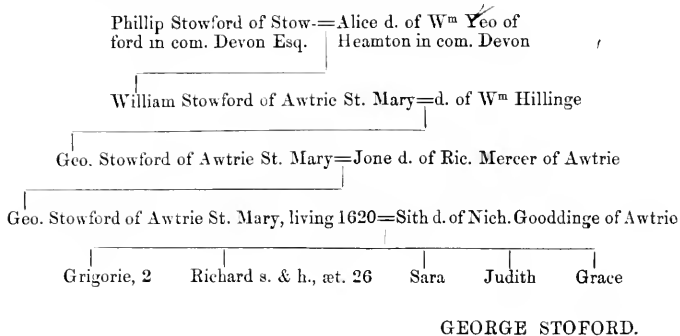 Phillip Stowford of Stow-=Alice d. of Wᵐ Yeo of
ford in com. Devon Esq. Heamton in com. Devon
William Stowford of Awtrie St. Mary=d. of Wᵐ Hillinge
Geo. Stowford of Awtrie St. Mary=Jone d. of Ric. Mercer of Awtrie
Geo. Stowford of Awtrie St. Mary, living 1620=Sith d. of Nich. Gooddinge of Awtrie
Grigorie, 2 Richard s. & h., æt. 26 Sara Judith Grace
GEORGE STOFORD.